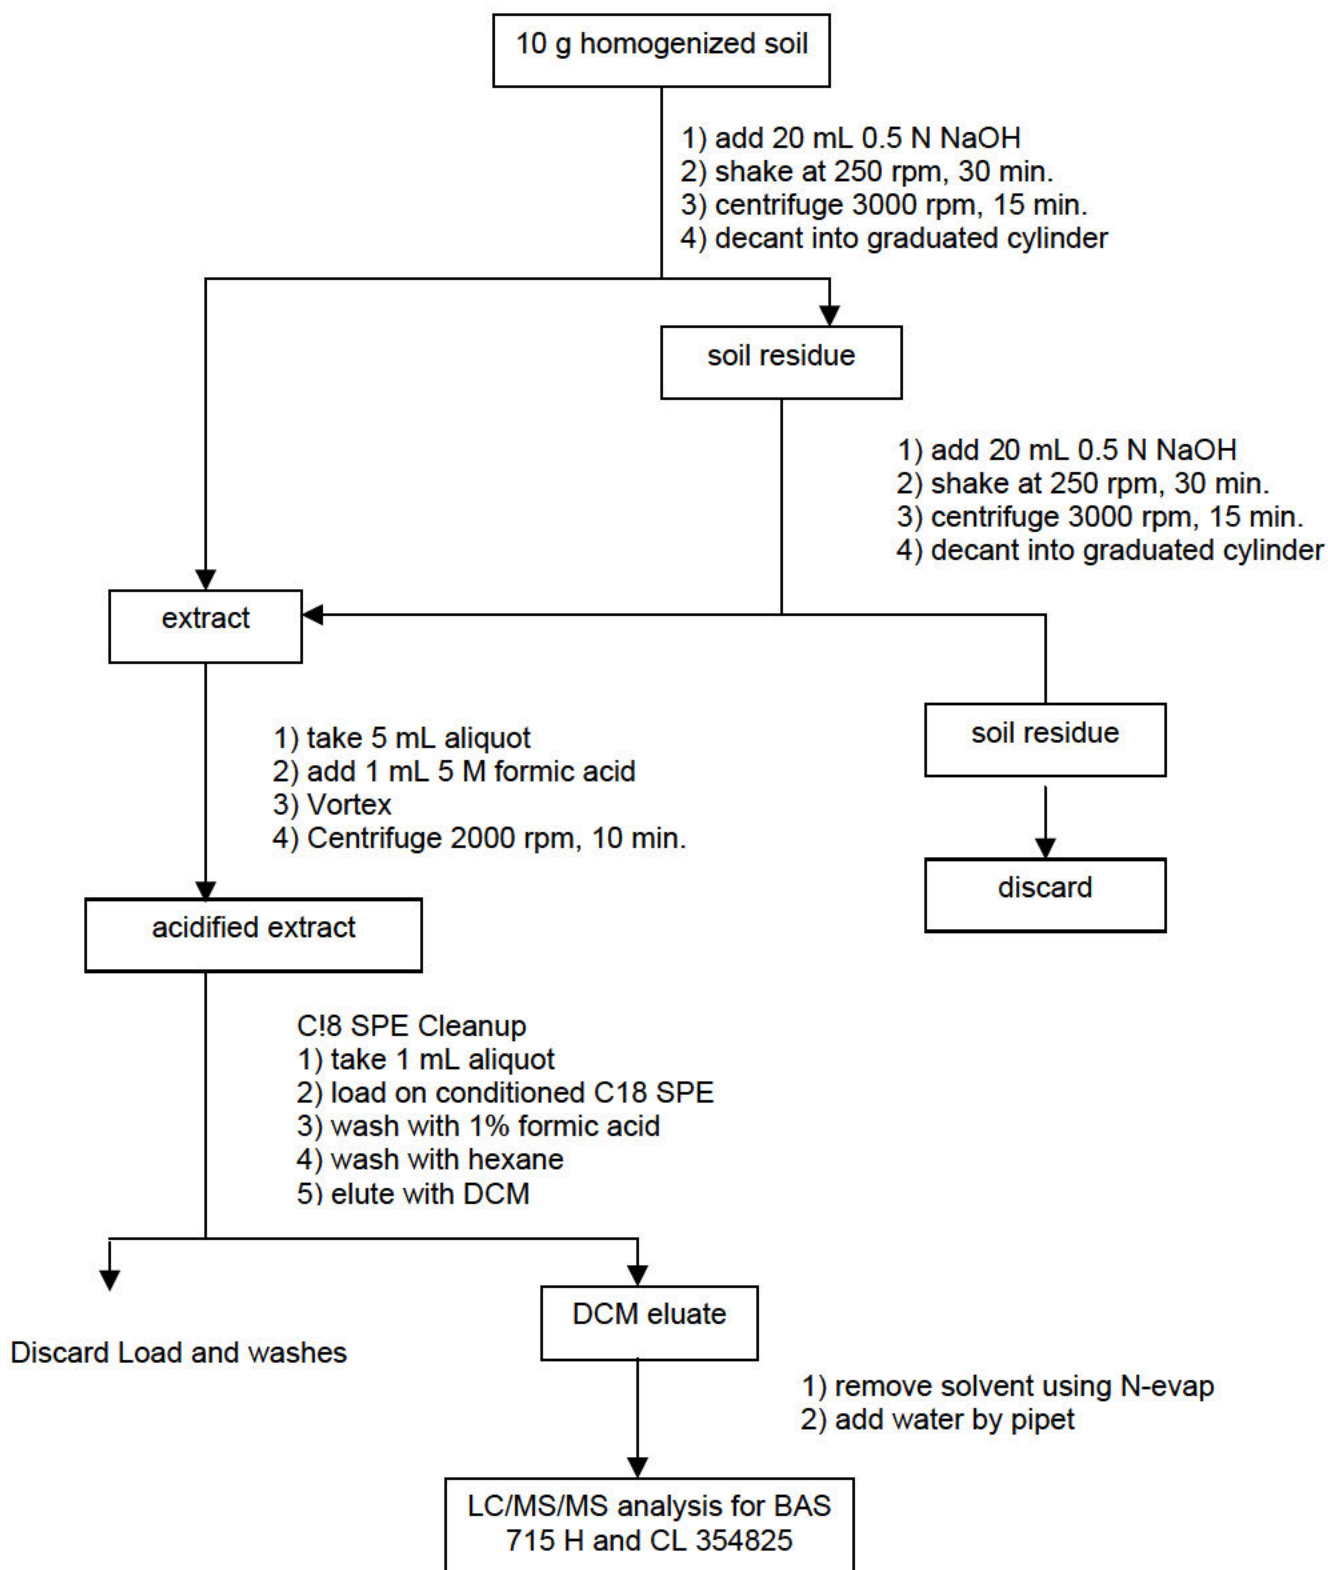 10 g homogenized soil
1) add 20 mL 0.5 N NaOH
2) shake at 250 rpm, 30 min.
3) centrifuge 3000 rpm, 15 min.
4) decant into graduated cylinder
soil residue
1) add 20 mL 0.5 N NaOH
2) shake at 250 rpm, 30 min.
3) centrifuge 3000 rpm, 15 min.
4) decant into graduated cylinder
extract
soil residue
1) take 5 mL aliquot
2) add 1 mL 5 M formic acid
3) Vortex
4) Centrifuge 2000 rpm, 10 min.
discard
acidified extract
C!8 SPE Cleanup
1) take 1 mL aliquot
2) load on conditioned C18 SPE
3) wash with 1% formic acid
4) wash with hexane
5) elute with DCM
DCM eluate
Discard Load and washes
1) remove solvent using N-evap
2) add water by pipet
LC/MS/MS analysis for BAS
715 H and CL 354825